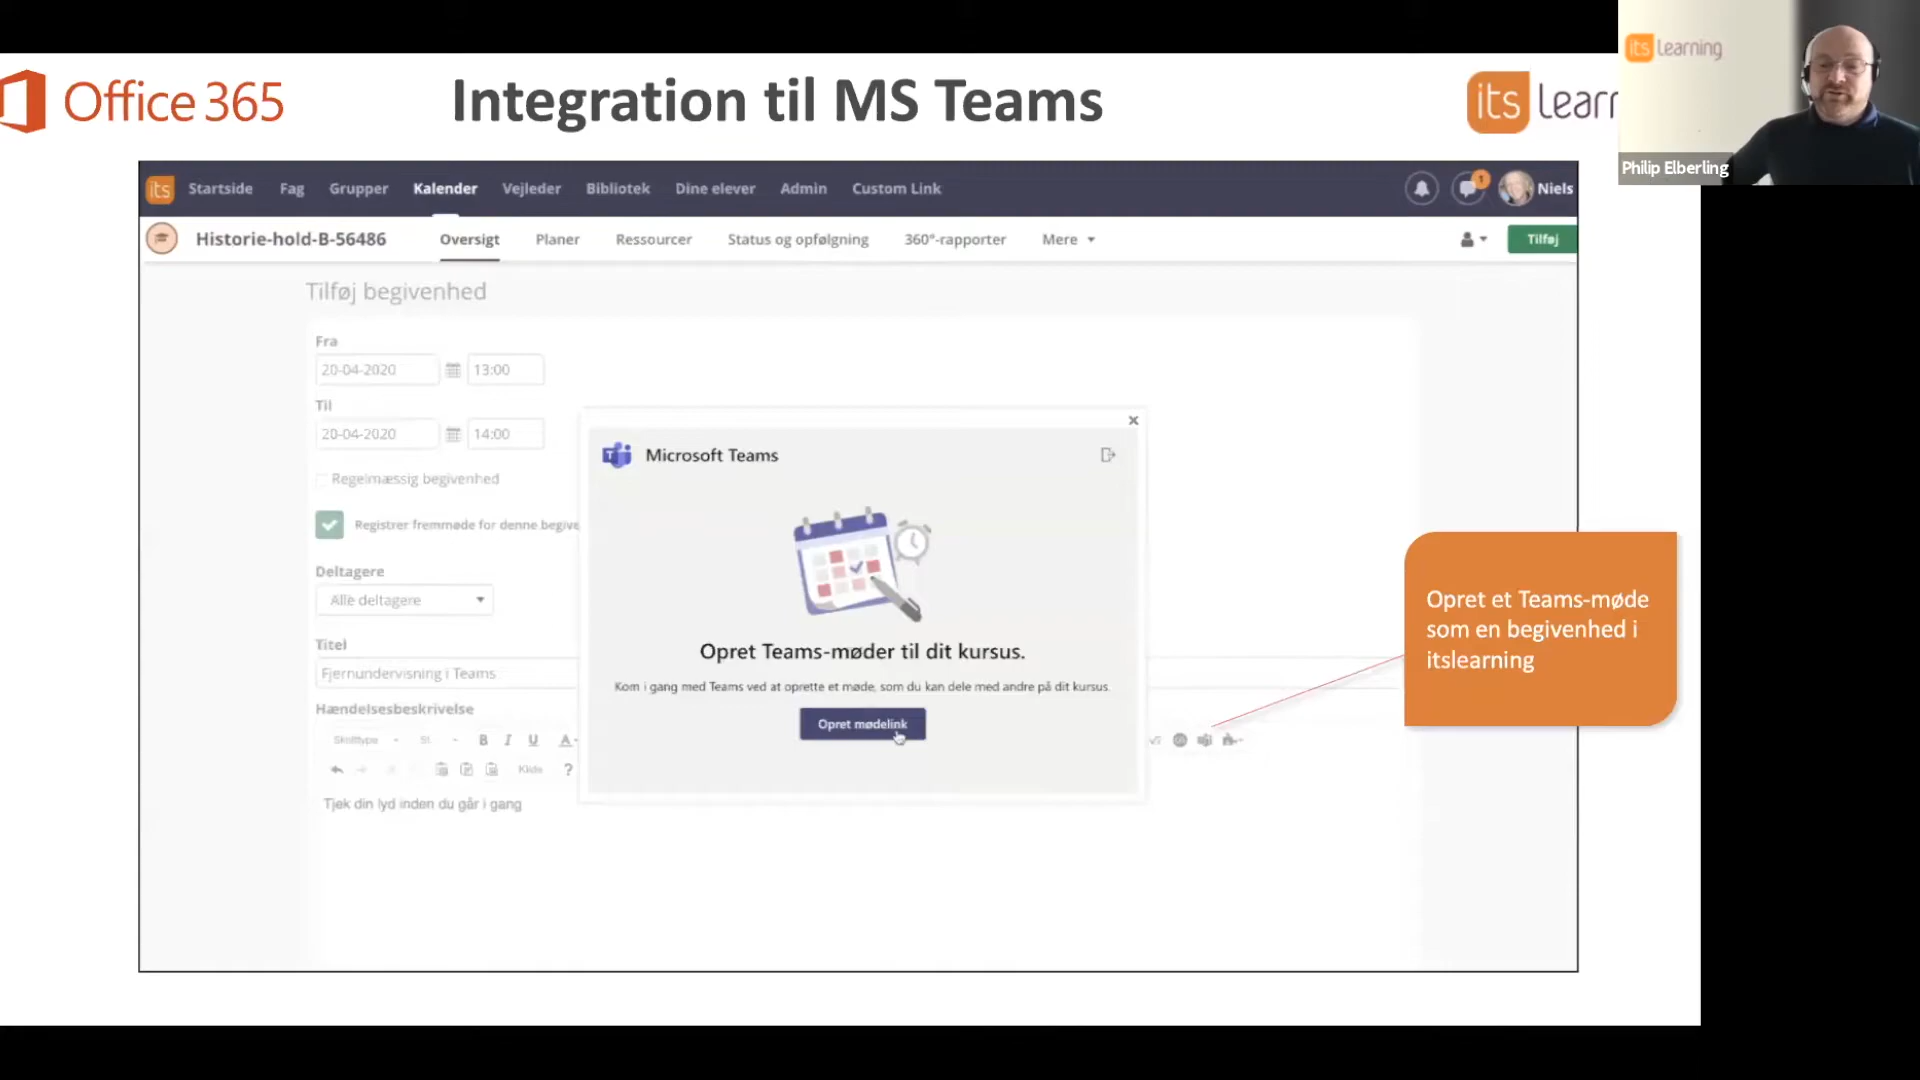 Office 365
Integration til MS Teams
its learn
its learning
Philip Elberling
its Startside Fag Grupper Kalender Vejleder Bibliotek Dine elever Admin Custom Link 1 Niels
Historie-hold-B-56486 Oversigt Planer Ressourcer Status og opfølgning 360°-rapporter Mere Tilføj
Tilføj begivenhed
Fra
20-04-2020 13:00
Til
20-04-2020 14:00
Regelmæssig begivenhed
Registrer fremmøde for denne begive
Deltagere
Alle deltagere
Titel
Fjernundervisning i Teams
Hændelsesbeskrivelse
Skrifttype St B I U A
Kilde ?
Tjek din lyd inden du går i gang
Microsoft Teams
Opret Teams-møder til dit kursus.
Kom i gang med Teams ved at oprette et møde, som du kan dele med andre på dit kursus.
Opret mødelink
Opret et Teams-møde
som en begivenhed i
itslearning